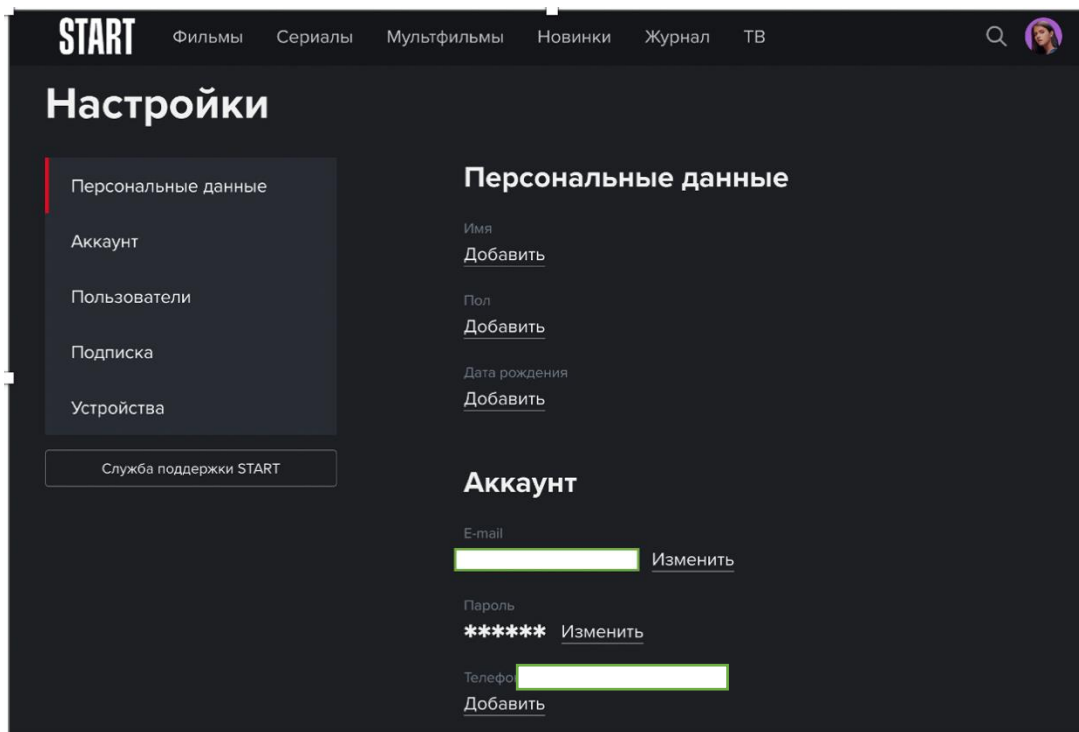 START Фильмы Сериалы Мультфильмы Новинки Журнал ТВ
Настройки
Персональные данные
Аккаунт
Пользователи
Подписка
Устройства
Служба поддержки START
Персональные данные
Имя
Добавить
Пол
Добавить
Дата рождения
Добавить
Аккаунт
E-mail
Изменить
Пароль
****** Изменить
Добавить